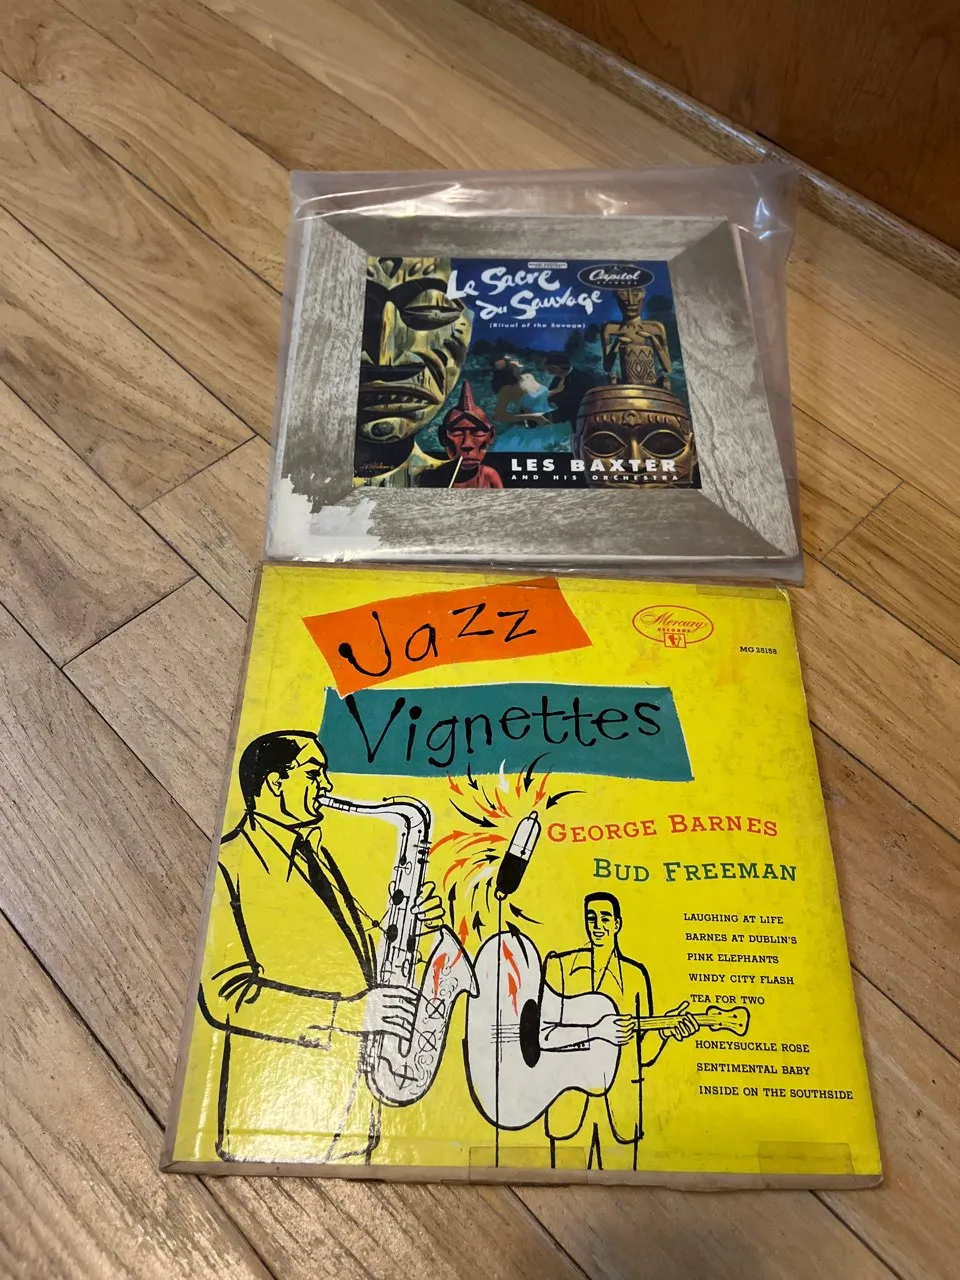 Le Sacre
du Sauvage
(Ritual of the Savage)
Capitol
RECORDS
LES BAXTER
AND HIS ORCHESTRA
Jazz
Vignettes
Mercury
RECORDS
MG 25158
GEORGE BARNES
BUD FREEMAN
LAUGHING AT LIFE
BARNES AT DUBLIN'S
PINK ELEPHANTS
WINDY CITY FLASH
TEA FOR TWO
HONEYSUCKLE ROSE
SENTIMENTAL BABY
INSIDE ON THE SOUTHSIDE